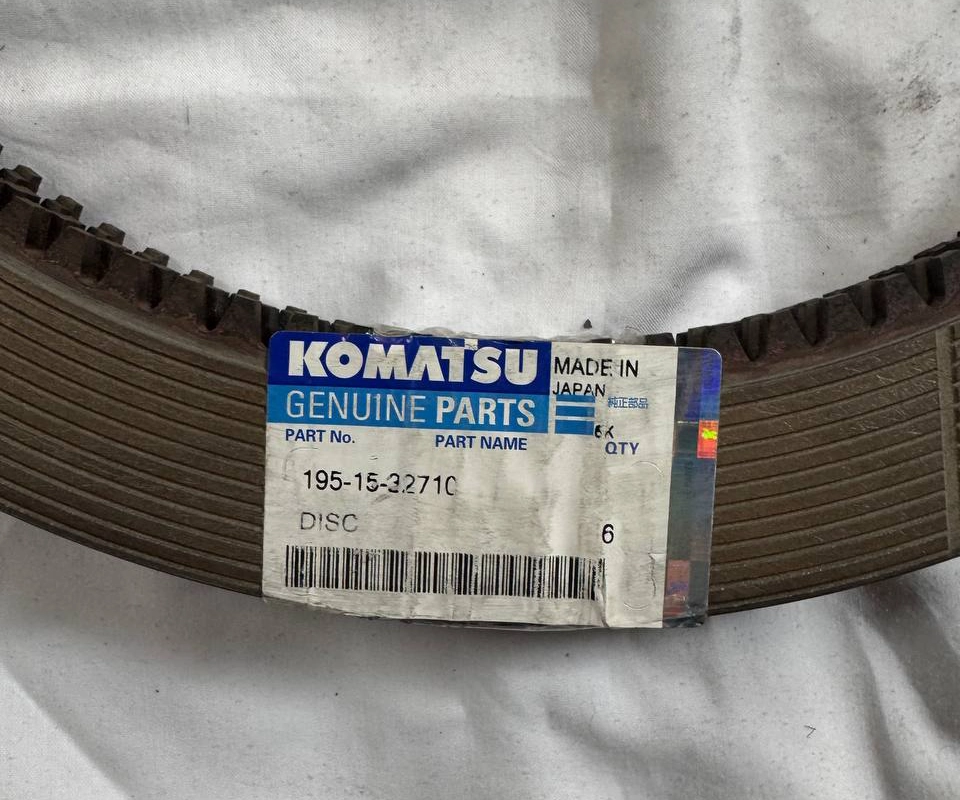 KOMATSU
GENUINE PARTS
MADE IN
JAPAN
純正部品
6K
PART No.
PART NAME
QTY
195-15-32710
DISC
6